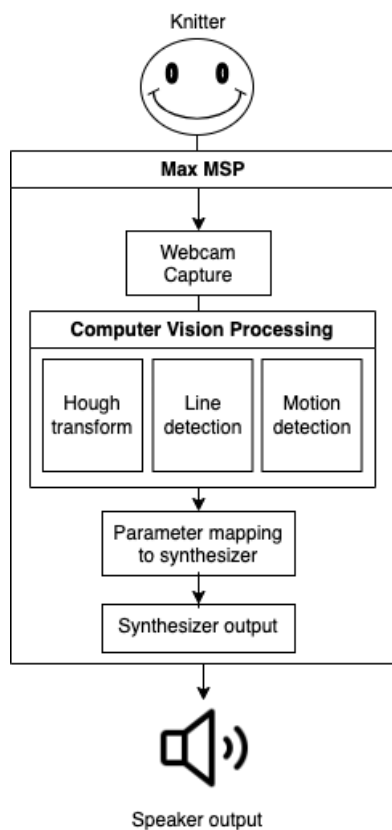 Knitter
Max MSP
Webcam
Capture
Computer Vision Processing
Hough
transform
Line
detection
Motion
detection
Parameter mapping
to synthesizer
Synthesizer output
Speaker output